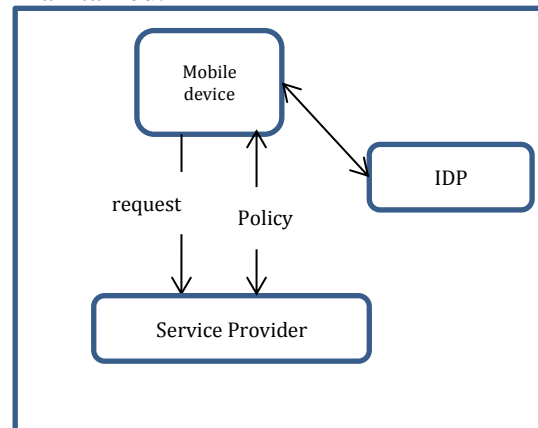 Mobile
device
IDP
request
Policy
Service Provider